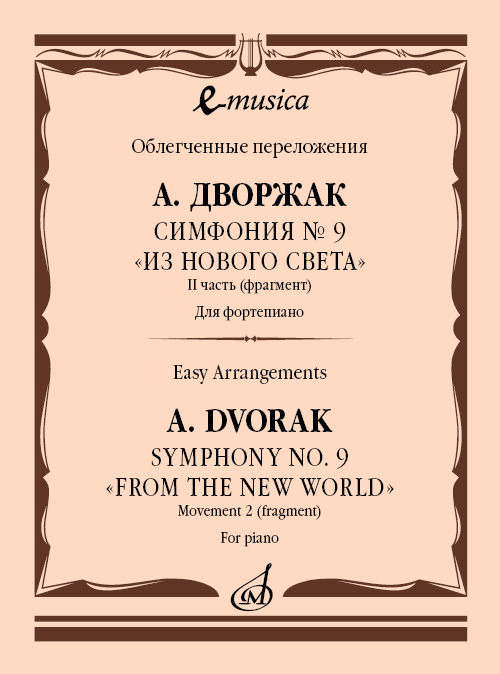 e-musica
Облегченные переложения
А. ДВОРЖАК
СИМФОНИЯ № 9
«ИЗ НОВОГО СВЕТА»
II часть (фрагмент)
Для фортепиано
Easy Arrangements
A. DVORAK
SYMPHONY NO. 9
«FROM THE NEW WORLD»
Movement 2 (fragment)
For piano